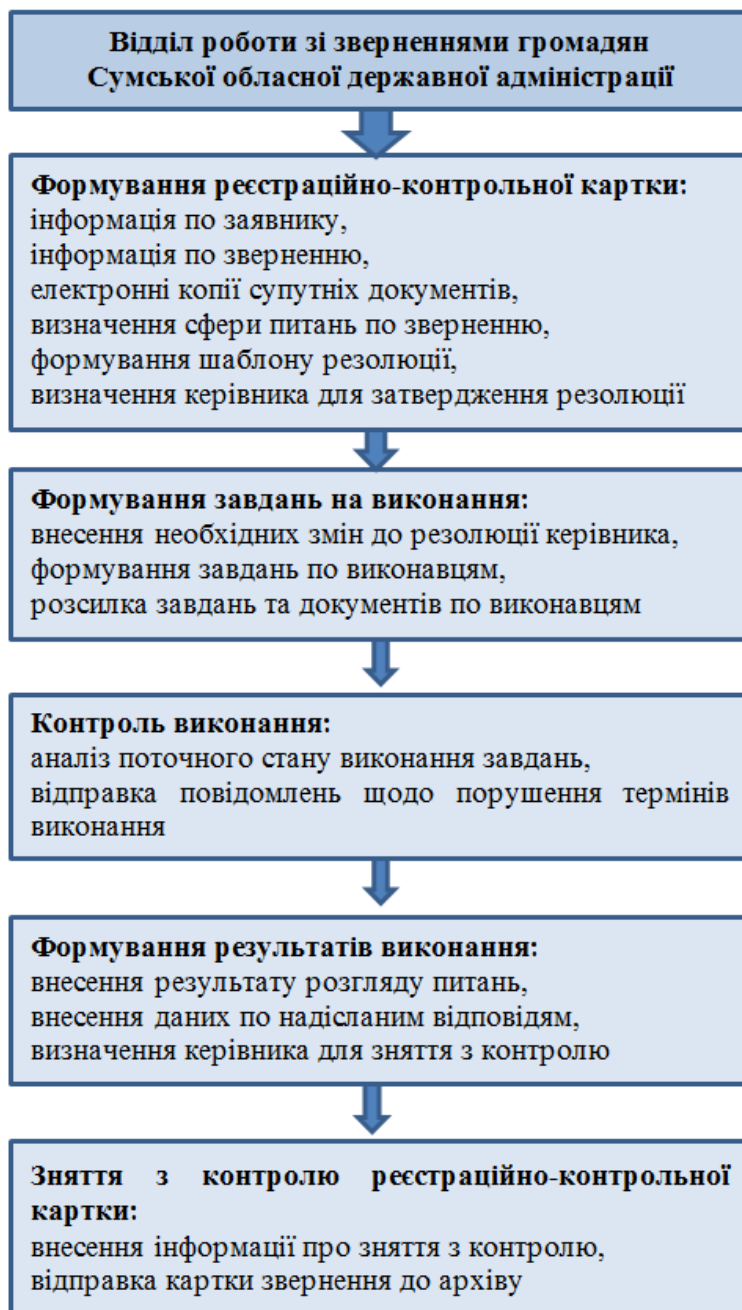 Відділ роботи зі зверненнями громадян
Сумської обласної державної адміністрації
Формування реєстраційно-контрольної картки:
інформація по заявнику,
інформація по зверненню,
електронні копії супутніх документів,
визначення сфери питань по зверненню,
формування шаблону резолюції,
визначення керівника для затвердження резолюції
Формування завдань на виконання:
внесення необхідних змін до резолюції керівника,
формування завдань по виконавцям,
розсилка завдань та документів по виконавцям
Контроль виконання:
аналіз поточного стану виконання завдань,
відправка повідомлень щодо порушення термінів
виконання
Формування результатів виконання:
внесення результату розгляду питань,
внесення даних по надісланим відповідям,
визначення керівника для зняття з контролю
Зняття з контролю реєстраційно-контрольної
картки:
внесення інформації про зняття з контролю,
відправка картки звернення до архіву